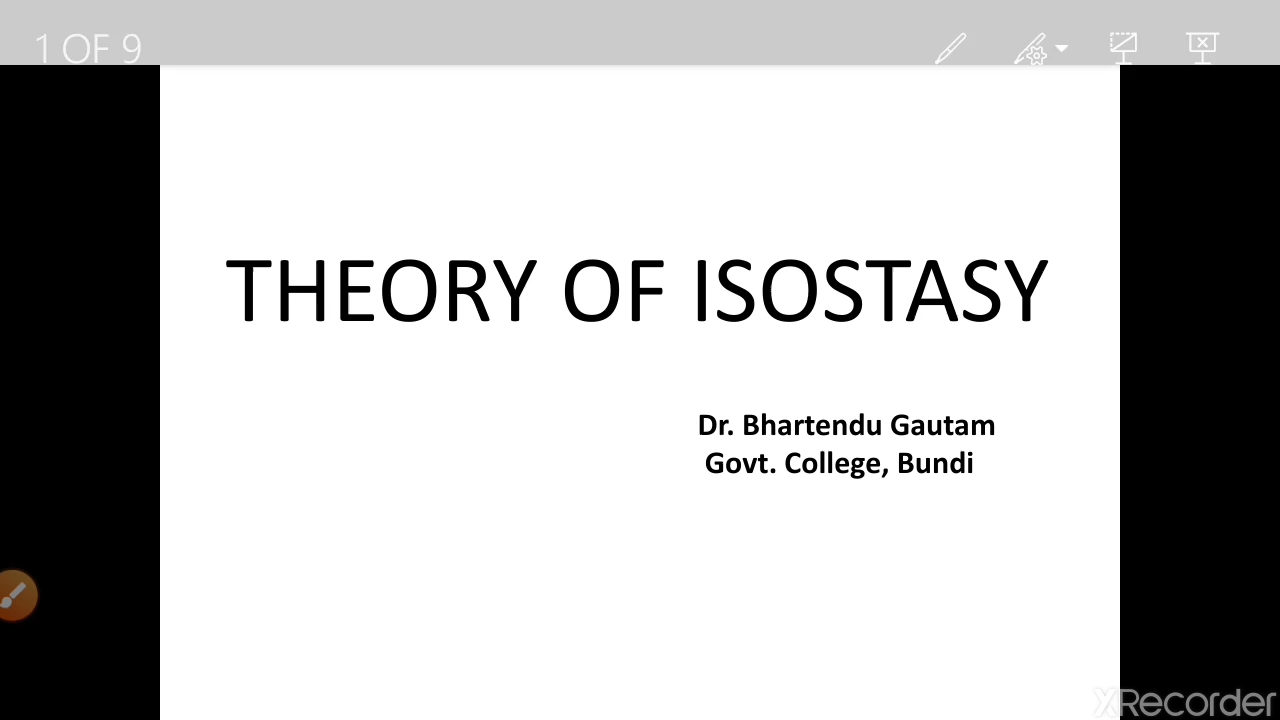 1 OF 9
THEORY OF ISOSTASY
Dr. Bhartendu Gautam
Govt. College, Bundi
XRecorder